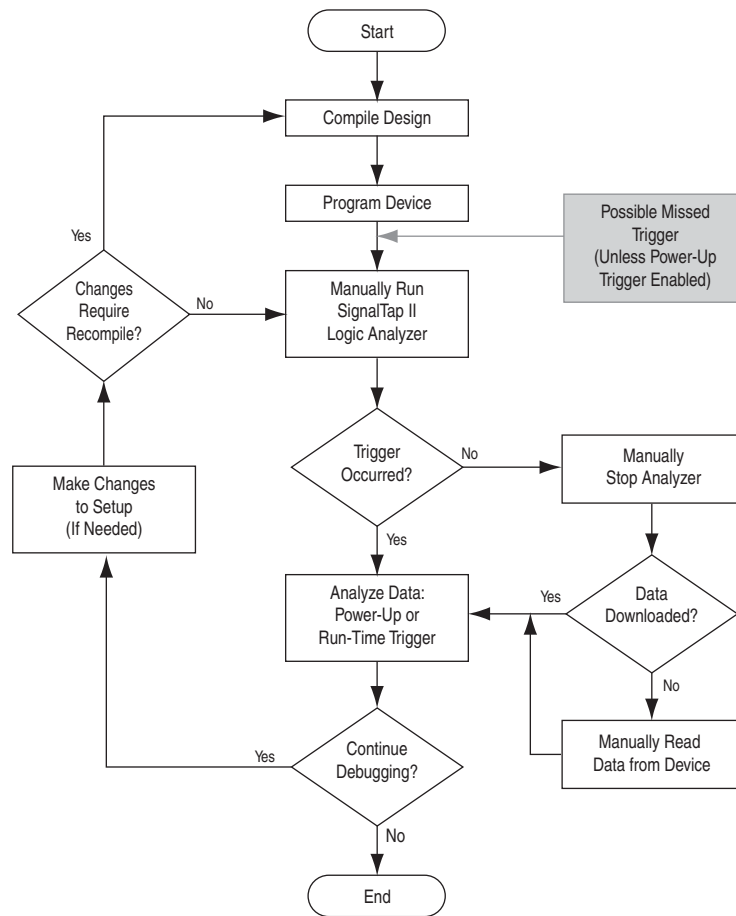 Start
Compile Design
Program Device
Possible Missed
Trigger
(Unless Power-Up
Trigger Enabled)
Yes
Changes
Require
Recompile?
No
Manually Run
SignalTap II
Logic Analyzer
Trigger
Occurred?
No
Manually
Stop Analyzer
Make Changes
to Setup
(If Needed)
Yes
Analyze Data:
Power-Up or
Run-Time Trigger
Yes
Data
Downloaded?
No
Manually Read
Data from Device
Yes
Continue
Debugging?
No
End